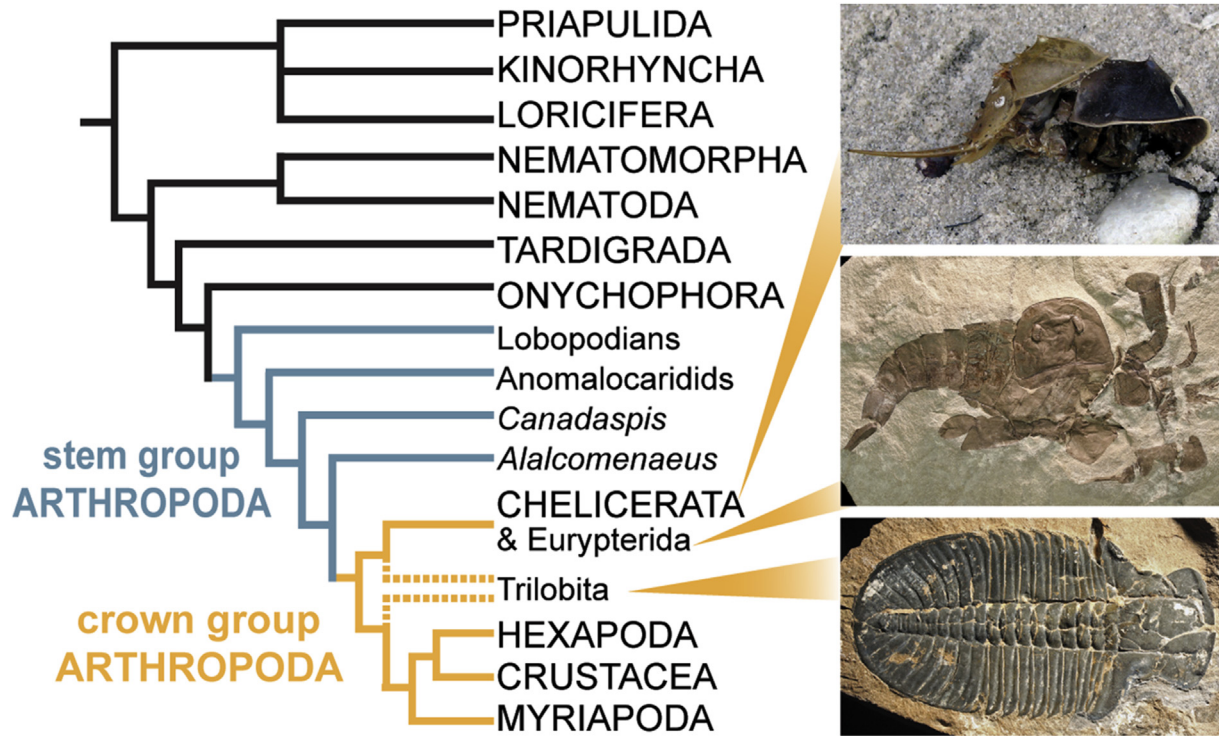 PRIAPULIDA
KINORHYNCHA
LORICIFERA
NEMATOMORPHA
NEMATODA
TARDIGRADA
ONYCHOPHORA
Lobopodians
Anomalocaridids
Canadaspis
Alalcomenaeus
CHELICERATA
& Eurypterida
Trilobita
HEXAPODA
CRUSTACEA
MYRIAPODA
stem group
ARTHROPODA
crown group
ARTHROPODA